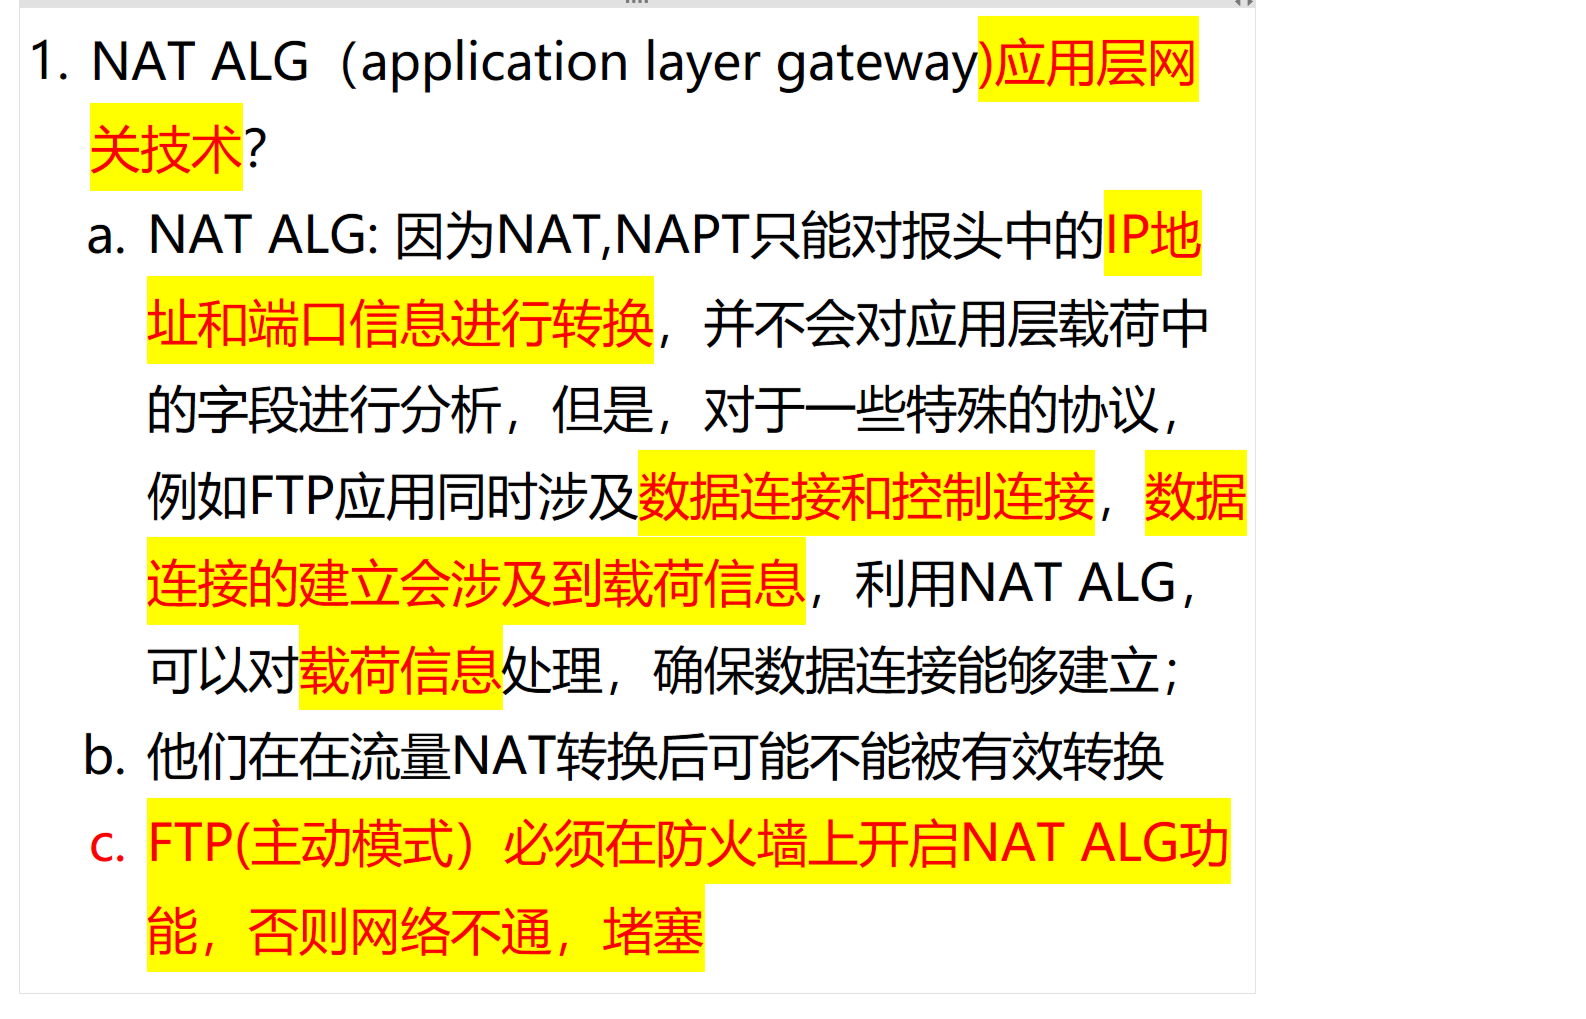 1. NAT ALG（application layer gateway)应用层网
关技术?
a. NAT ALG: 因为NAT,NAPT只能对报头中的IP地
址和端口信息进行转换，并不会对应用层载荷中
的字段进行分析，但是，对于一些特殊的协议，
例如FTP应用同时涉及数据连接和控制连接，数据
连接的建立会涉及到载荷信息，利用NAT ALG，
可以对载荷信息处理，确保数据连接能够建立；
b. 他们在在流量NAT转换后可能不能被有效转换
c. FTP(主动模式）必须在防火墙上开启NAT ALG功
能，否则网络不通，堵塞